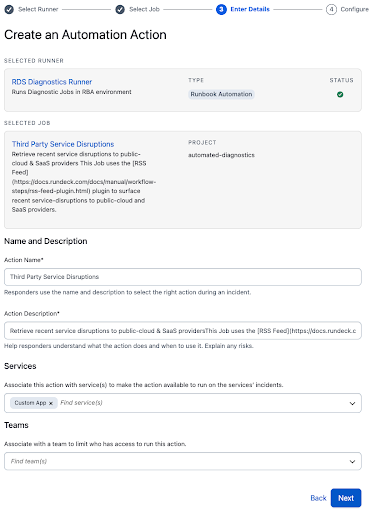 Select Runner
Select Job
3 Enter Details
4 Configure
Create an Automation Action
SELECTED RUNNER
RDS Diagnostics Runner
Runs Diagnostic Jobs in RBA environment
TYPE
Runbook Automation
STATUS
SELECTED JOB
Third Party Service Disruptions
Retrieve recent service disruptions to public-
cloud & SaaS providers This Job uses the [RSS
Feed]
(https://docs.rundeck.com/docs/manual/workflow-
steps/rss-feed-plugin.html) plugin to surface
recent service-disruptions to public-cloud and
SaaS providers.
PROJECT
automated-diagnostics
Name and Description
Action Name*
Third Party Service Disruptions
Responders use the name and description to select the right action during an incident.
Action Description*
Retrieve recent service disruptions to public-cloud & SaaS providersThis Job uses the [RSS Feed](https://docs.rundeck.c
Help responders understand what the action does and when to use it. Explain any risks.
Services
Associate this action with service(s) to make the action available to run on the services' incidents.
Custom App × Find service(s)
Teams
Associate with a team to limit who has access to run this action.
Find team(s)
Back
Next